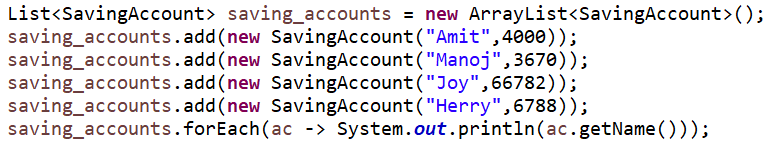 List<SavingAccount> saving_accounts = new ArrayList<SavingAccount>();
saving_accounts.add(new SavingAccount("Amit",4000));
saving_accounts.add(new SavingAccount("Manoj",3670));
saving_accounts.add(new SavingAccount("Joy",66782));
saving_accounts.add(new SavingAccount("Herry",6788));
saving_accounts.forEach(ac -> System.out.println(ac.getName()));